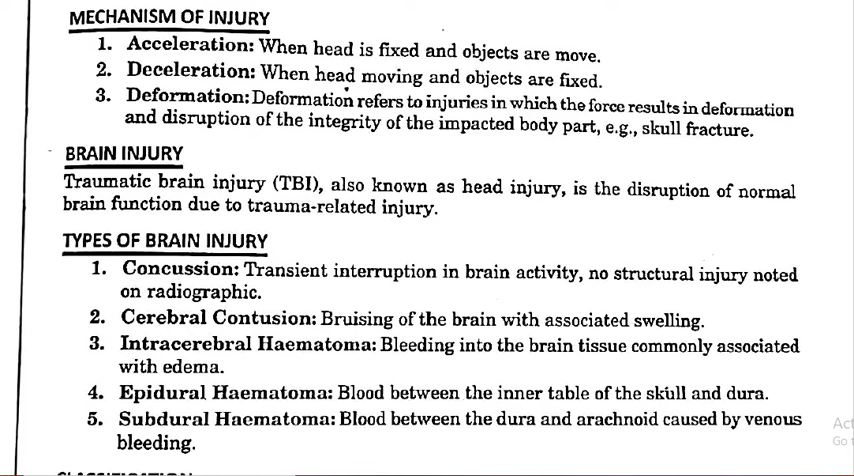 MECHANISM OF INJURY
1. Acceleration: When head is fixed and objects are move.
2. Deceleration: When head moving and objects are fixed.
3. Deformation: Deformation refers to injuries in which the force results in deformation
and disruption of the integrity of the impacted body part, e.g., skull fracture.
BRAIN INJURY
Traumatic brain injury (TBI), also known as head injury, is the disruption of normal
brain function due to trauma-related injury.
TYPES OF BRAIN INJURY
1. Concussion: Transient interruption in brain activity, no structural injury noted
on radiographic.
2. Cerebral Contusion: Bruising of the brain with associated swelling.
3. Intracerebral Haematoma: Bleeding into the brain tissue commonly associated
with edema.
4. Epidural Haematoma: Blood between the inner table of the skull and dura.
5. Subdural Haematoma: Blood between the dura and arachnoid caused by venous
bleeding.
Act
Go t